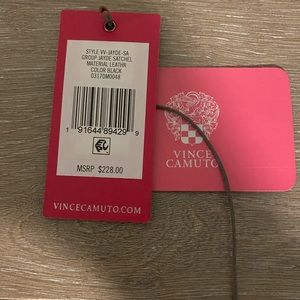 STYLE VV-JAYDE-SA
GROUP JAYDE SATCHEL
MATERIAL LEATHR
COLOR BLACK
03170M0048
1 91644 89429 9
MSRP $228.00
VINCECAMUTO.COM
VINCE
CAMUTO